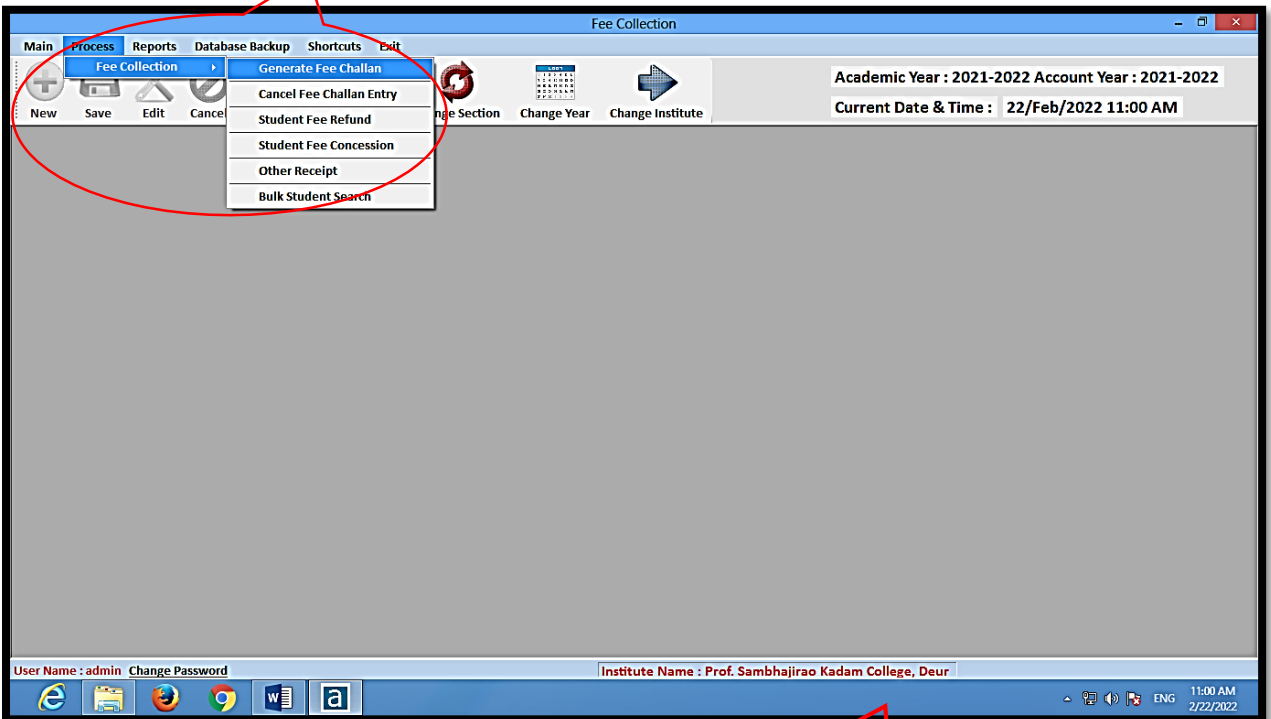 Fee Collection
Main Process Reports Database Backup Shortcuts Exit
Fee Collection
Generate Fee Challan
Cancel Fee Challan Entry
Student Fee Refund
Student Fee Concession
Other Receipt
Bulk Student Search
New Save Edit Cancel nge Section Change Year Change Institute
Academic Year : 2021-2022 Account Year : 2021-2022
Current Date & Time : 22/Feb/2022 11:00 AM
User Name : admin Change Password
Institute Name : Prof. Sambhajirao Kadam College, Deur
W a ENG 11:00 AM
2/22/2022